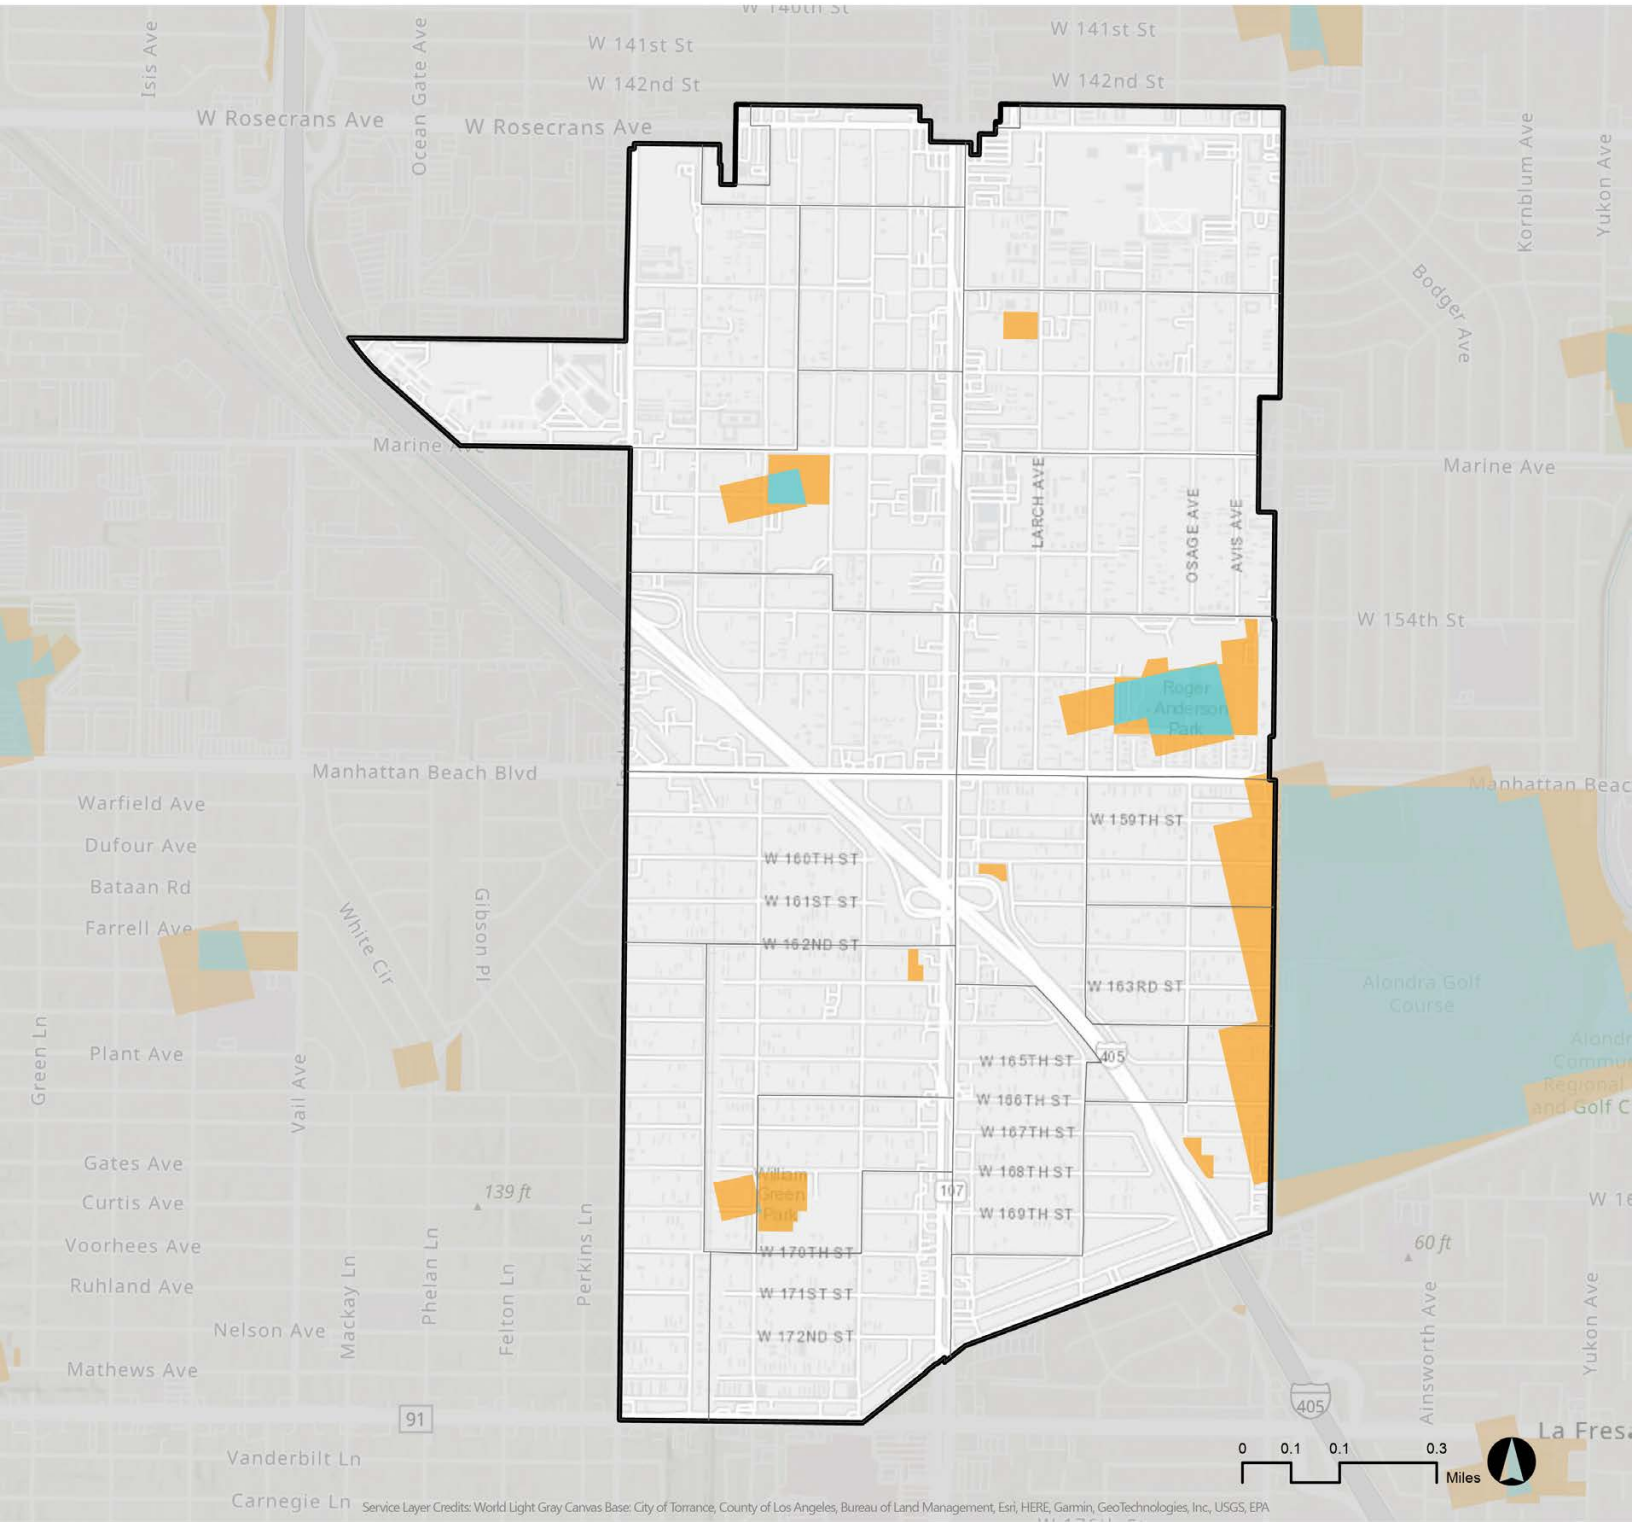 W 140th St
W 141st St
W 141st St
Isis Ave
Ocean Gate Ave
W 142nd St
W 142nd St
W Rosecrans Ave
W Rosecrans Ave
Kornblum Ave
Yukon Ave
Bodger Ave
Marine Ave
Marine Ave
LARCH AVE
OSAGE AVE
AVIS AVE
W 154th St
Roger
Anderson
Park
Manhattan Beach Blvd
Manhattan Beac
Warfield Ave
W 159TH ST
Dufour Ave
W 160TH ST
Bataan Rd
W 161ST ST
Farrell Ave
White Cir
Gibson Pl
W 162ND ST
W 163RD ST
Alondra Golf
Course
Green Ln
Plant Ave
Vail Ave
W 165TH ST
405
Alondr
Commu
Regional
and Golf C
W 166TH ST
W 167TH ST
Gates Ave
W 168TH ST
William
Green
Park
107
139 ft
Curtis Ave
W 16
W 169TH ST
Voorhees Ave
Perkins Ln
60 ft
W 170TH ST
Ruhland Ave
Mackay Ln
Phelan Ln
Felton Ln
W 171ST ST
Ainsworth Ave
Yukon Ave
Nelson Ave
W 172ND ST
Mathews Ave
91
405
La Fresa
0 0.1 0.1 0.3
Miles
Vanderbilt Ln
Carnegie Ln
Service Layer Credits: World Light Gray Canvas Base: City of Torrance, County of Los Angeles, Bureau of Land Management, Esri, HERE, Garmin, GeoTechnologies, Inc., USGS, EPA